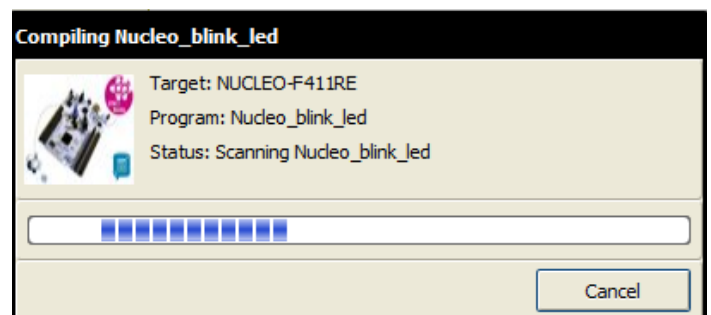 Compiling Nucleo_blink_led
Target: NUCLEO-F411RE
Program: Nucleo_blink_led
Status: Scanning Nucleo_blink_led
Cancel